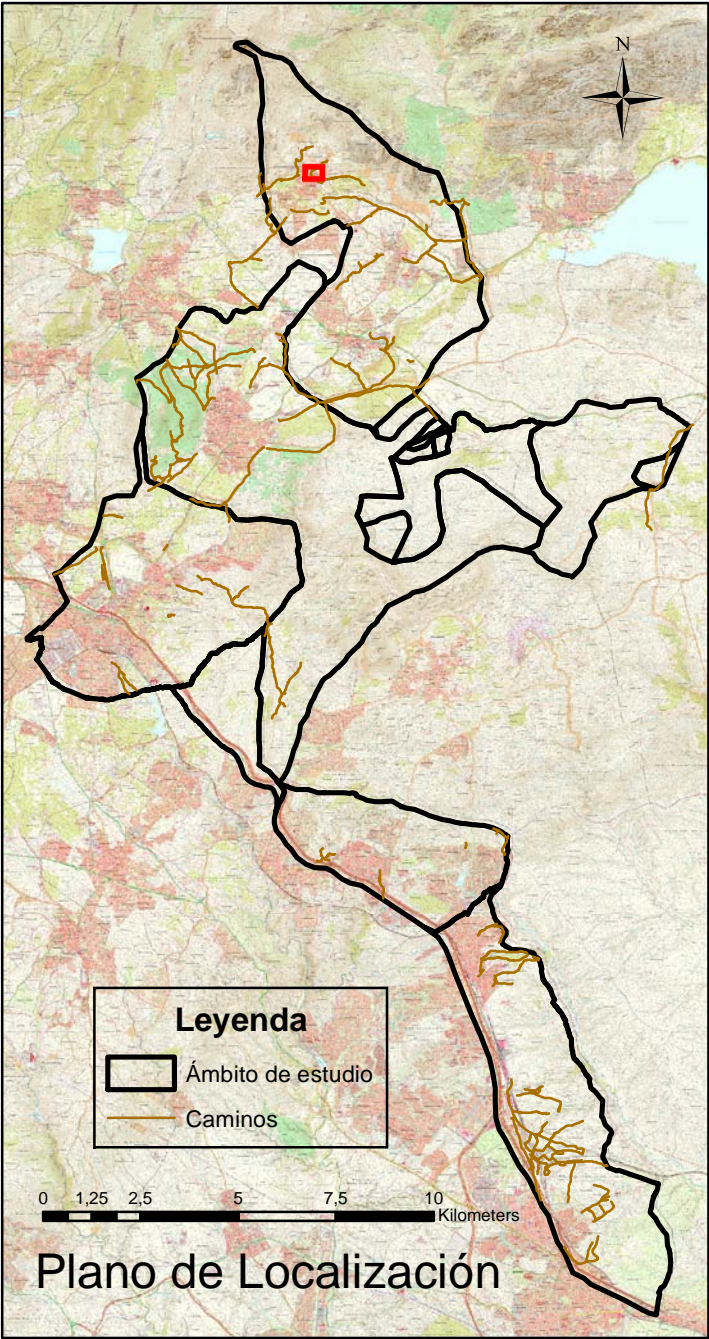 N
Leyenda
Ámbito de estudio
Caminos
0 1,25 2,5 5 7,5 10
Kilometers
Plano de Localización